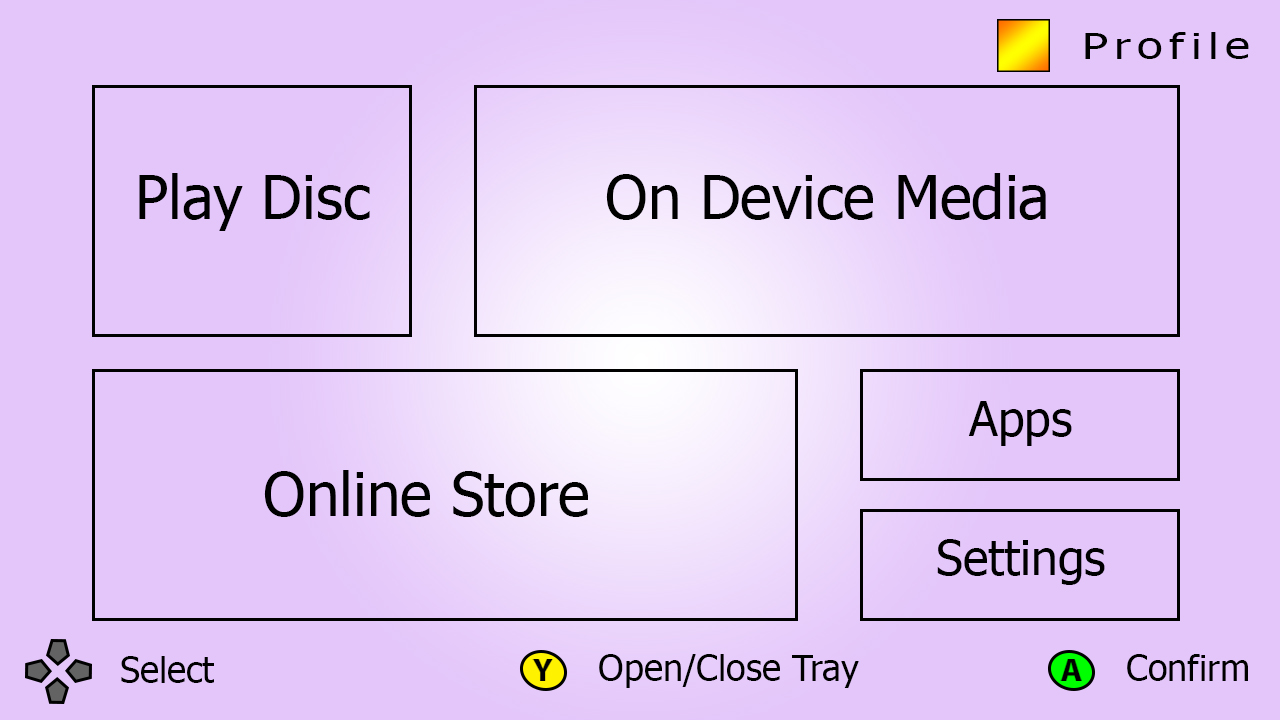 Profile
Play Disc
On Device Media
Online Store
Apps
Settings
Select
Y Open/Close Tray
A Confirm